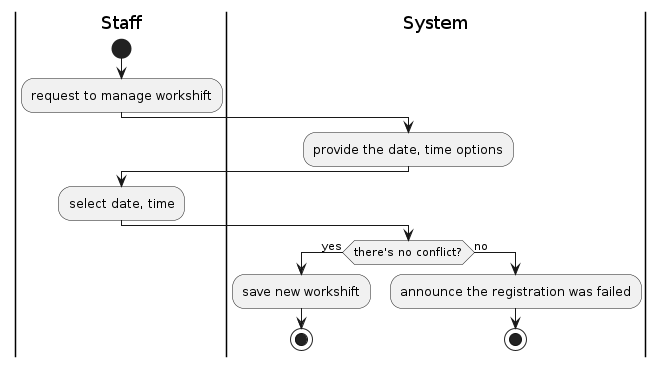 Staff
System
request to manage workshift
provide the date, time options
select date, time
yes
there's no conflict?
no
save new workshift
announce the registration was failed